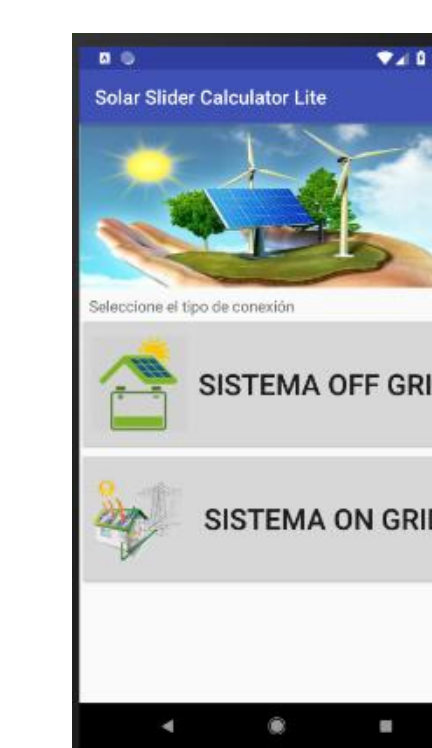 Solar Slider Calculator Lite
Seleccione el tipo de conexión
SISTEMA OFF GRI
SISTEMA ON GRI